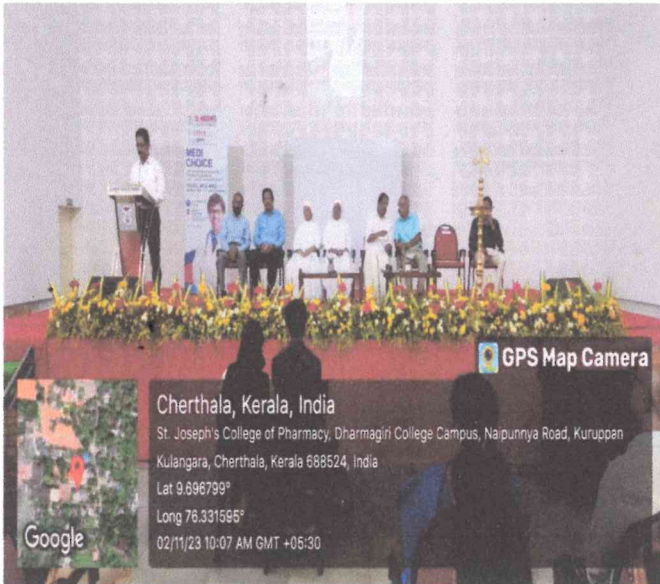 MEDI
CHOICE
GPS Map Camera
Cherthala, Kerala, India
St. Joseph's College of Pharmacy, Dharmagiri College Campus, Naipunnya Road, Kuruppan
Kulangara, Cherthala, Kerala 688524, India
Lat 9.696799°
Long 76.331595°
02/11/23 10:07 AM GMT +05:30
Google